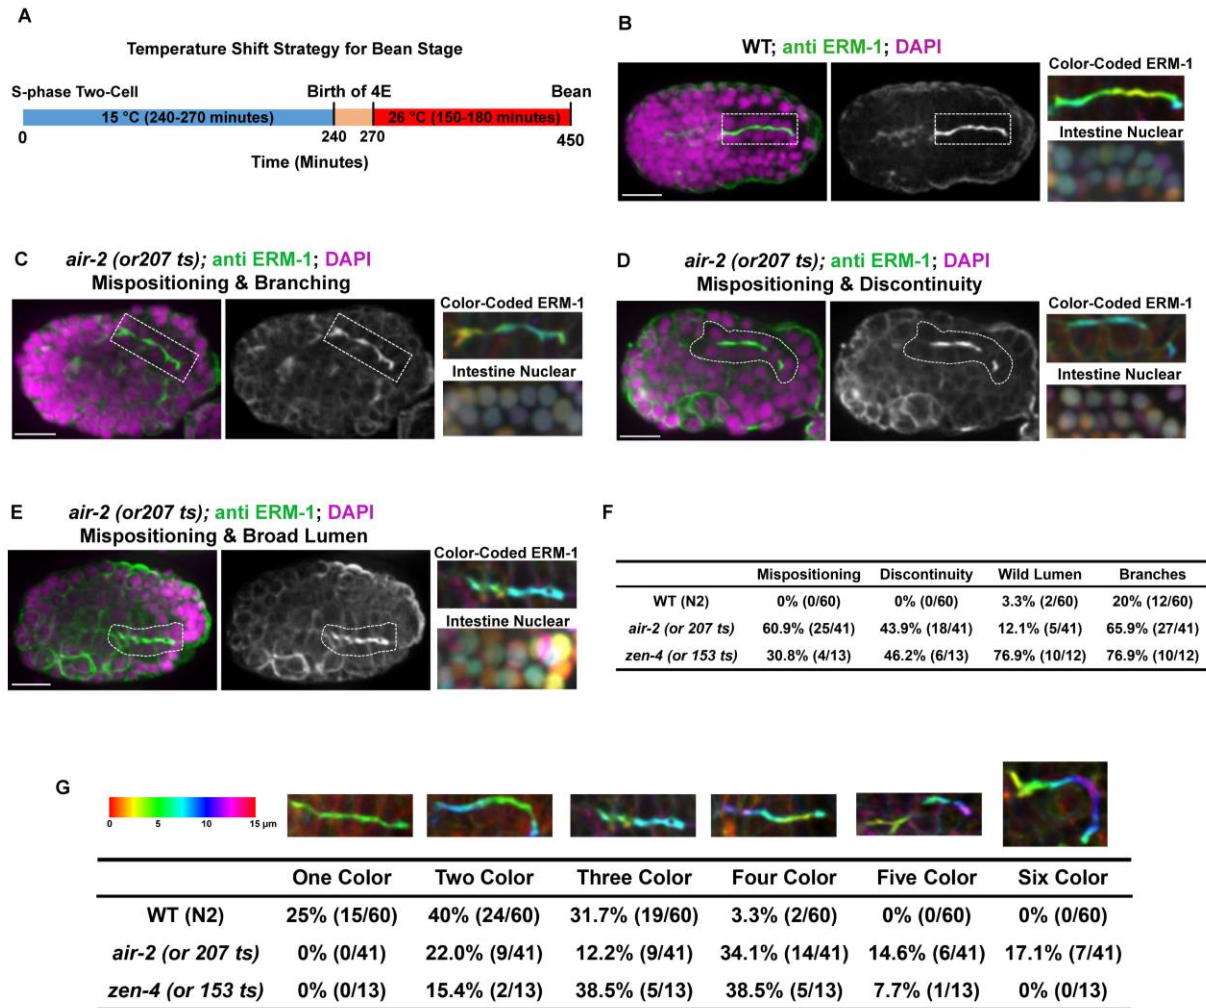 A
Temperature Shift Strategy for Bean Stage
S-phase Two-Cell Birth of 4E Bean
15 °C (240-270 minutes) 26 °C (150-180 minutes)
0 240 270 450
Time (Minutes)
B
WT; anti ERM-1; DAPI
Color-Coded ERM-1
Intestine Nuclear
C air-2 (or207 ts); anti ERM-1; DAPI
Mispositioning & Branching
Color-Coded ERM-1
Intestine Nuclear
D air-2 (or207 ts); anti ERM-1; DAPI
Mispositioning & Discontinuity
Color-Coded ERM-1
Intestine Nuclear
E air-2 (or207 ts); anti ERM-1; DAPI
Mispositioning & Broad Lumen
Color-Coded ERM-1
Intestine Nuclear
F
Mispositioning Discontinuity Wild Lumen Branches
WT (N2) 0% (0/60) 0% (0/60) 3.3% (2/60) 20% (12/60)
air-2 (or 207 ts) 60.9% (25/41) 43.9% (18/41) 12.1% (5/41) 65.9% (27/41)
zen-4 (or 153 ts) 30.8% (4/13) 46.2% (6/13) 76.9% (10/12) 76.9% (10/12)
G
0 5 10 15 μm
One Color Two Color Three Color Four Color Five Color Six Color
WT (N2) 25% (15/60) 40% (24/60) 31.7% (19/60) 3.3% (2/60) 0% (0/60) 0% (0/60)
air-2 (or 207 ts) 0% (0/41) 22.0% (9/41) 12.2% (9/41) 34.1% (14/41) 14.6% (6/41) 17.1% (7/41)
zen-4 (or 153 ts) 0% (0/13) 15.4% (2/13) 38.5% (5/13) 38.5% (5/13) 7.7% (1/13) 0% (0/13)